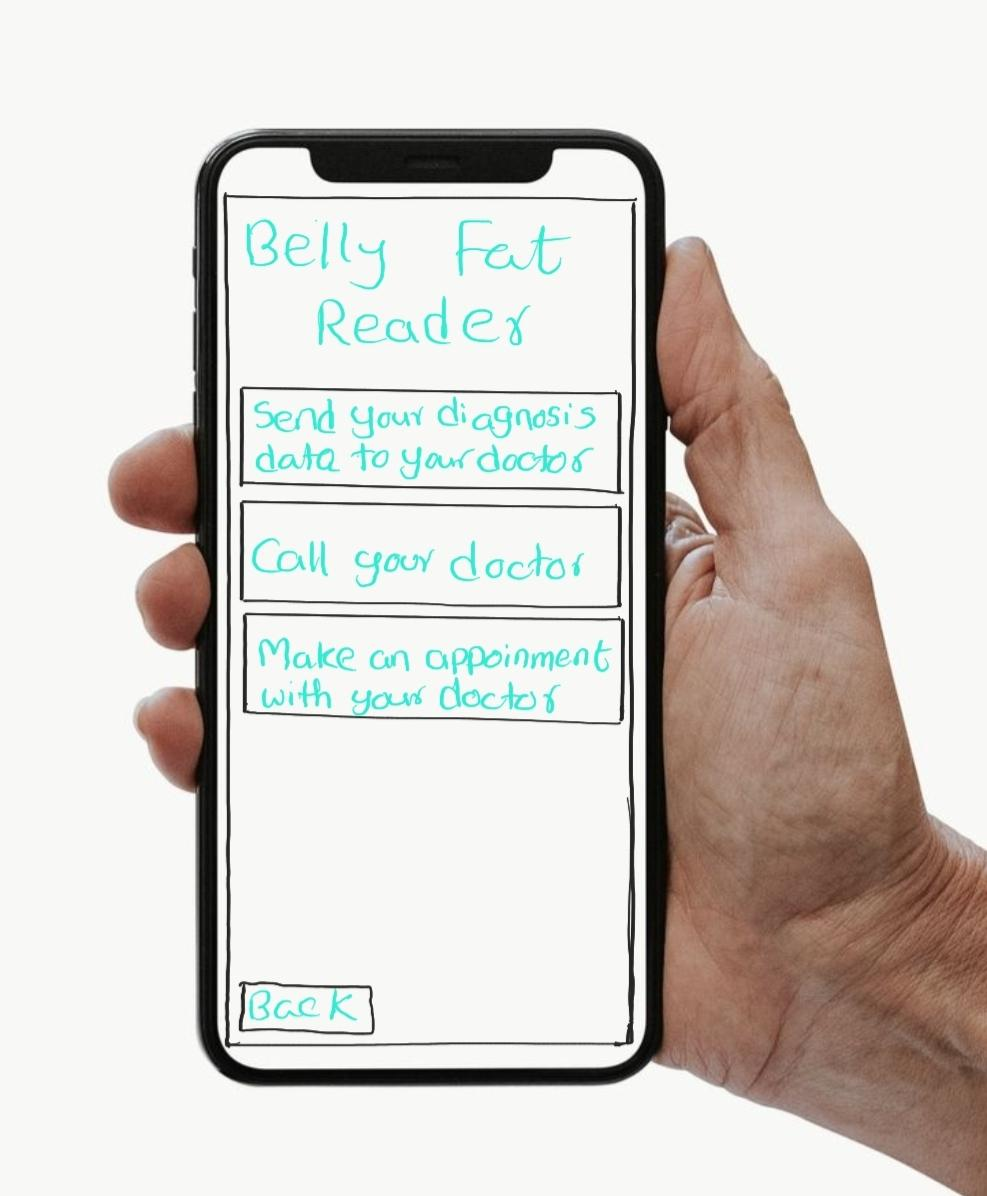 Belly Fat
Reader
Send your diagnosis
data to your doctor
Call your doctor
Make an appoinment
with your doctor
Back